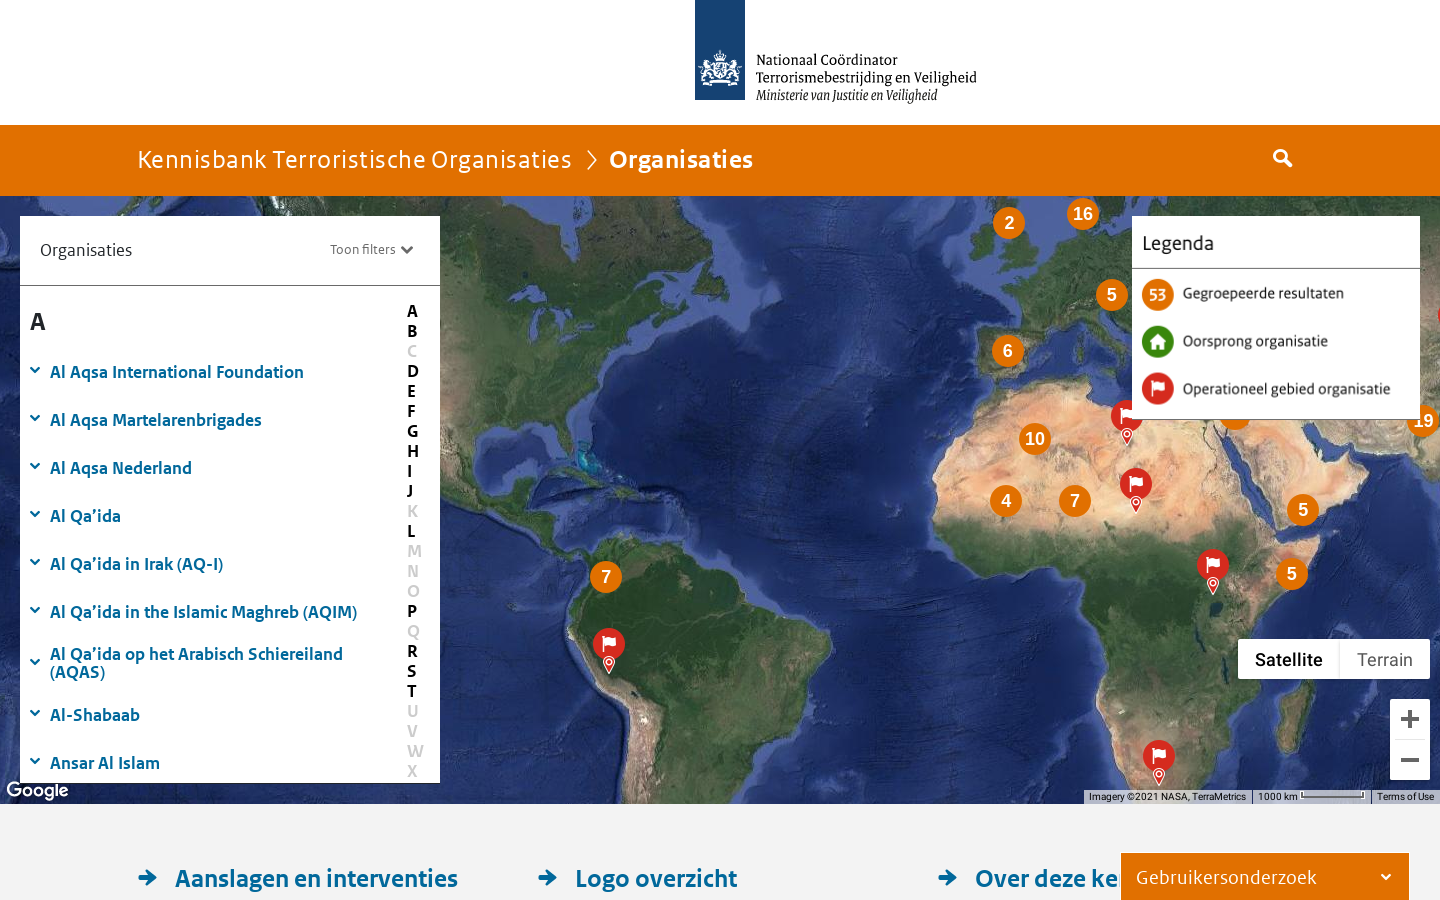 Nationaal Coördinator
Terrorismebestrijding en Veiligheid
Ministerie van Justitie en Veiligheid
Kennisbank Terroristische Organisaties
Organisaties
Organisaties
Toon filters
A
Al Aqsa International Foundation
Al Aqsa Martelarenbrigades
Al Aqsa Nederland
Al Qa’ida
Al Qa’ida in Irak (AQ-I)
Al Qa’ida in the Islamic Maghreb (AQIM)
Al Qa’ida op het Arabisch Schiereiland
(AQAS)
Al-Shabaab
Ansar Al Islam
A
B
C
D
E
F
G
H
I
J
K
L
M
N
O
P
Q
R
S
T
U
V
W
X
2
16
5
6
10
19
4
7
5
7
5
Legenda
53 Gegroepeerde resultaten
Oorsprong organisatie
Operationeel gebied organisatie
Satellite
Terrain
Google
Imagery ©2021 NASA, TerraMetrics
1000 km
Terms of Use
Aanslagen en interventies
Logo overzicht
Over deze
Gebruikersonderzoek